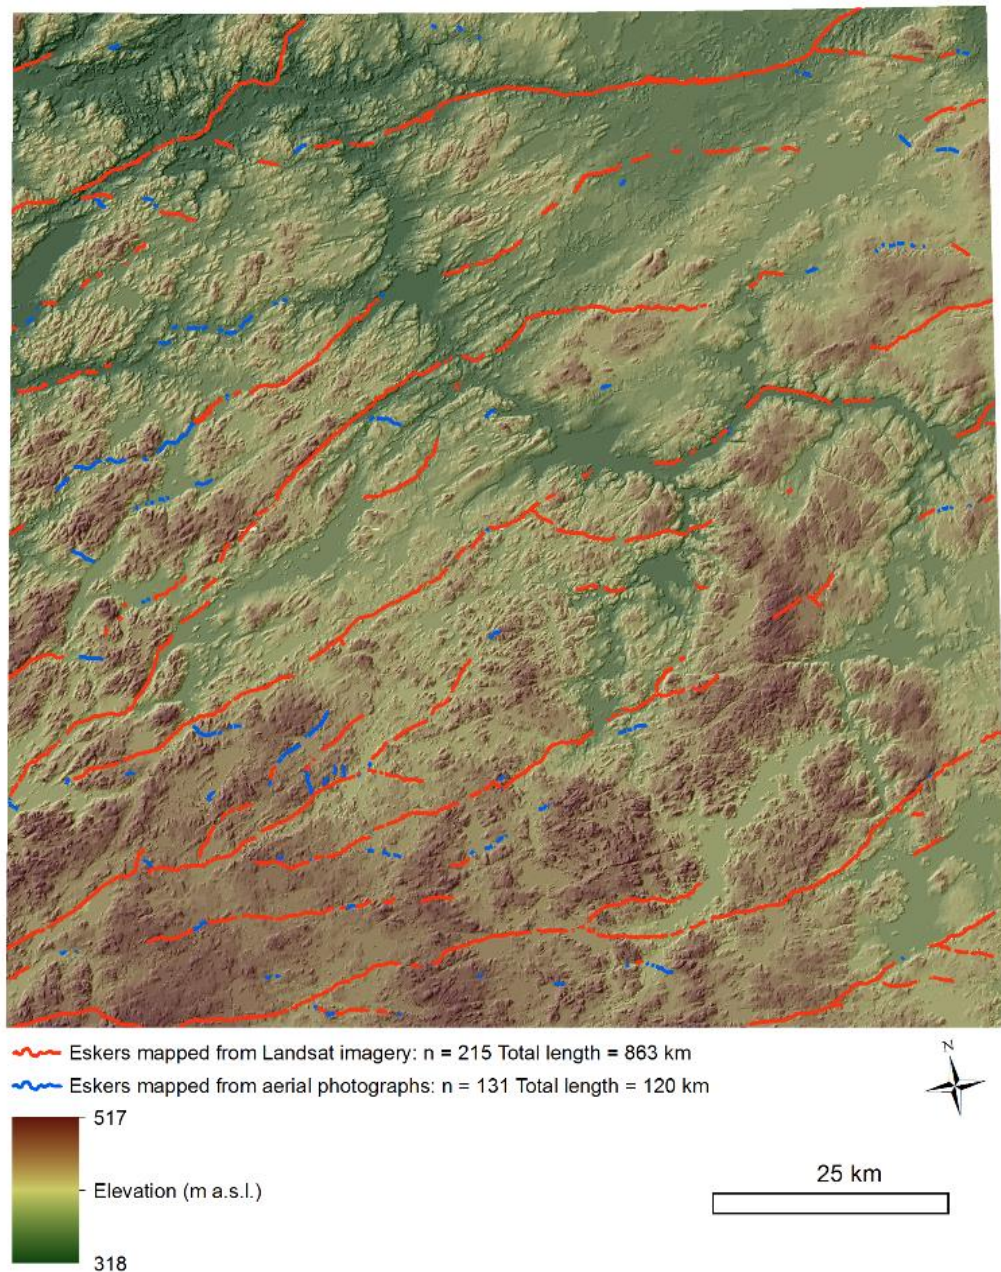 Eskers mapped from Landsat imagery: n = 215 Total length = 863 km
Eskers mapped from aerial photographs: n = 131 Total length = 120 km
N
517
Elevation (m a.s.l.)
318
25 km